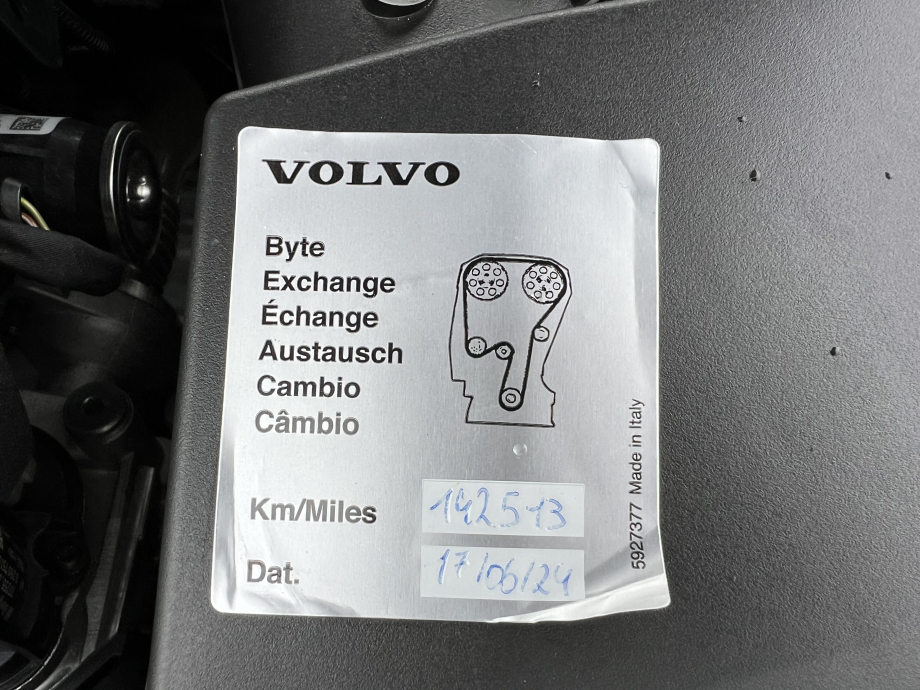 VOLVO
Byte
Exchange
Échange
Austausch
Cambio
Câmbio
Km/Miles 142513
Dat. 17/06/24
5927377 Made in Italy